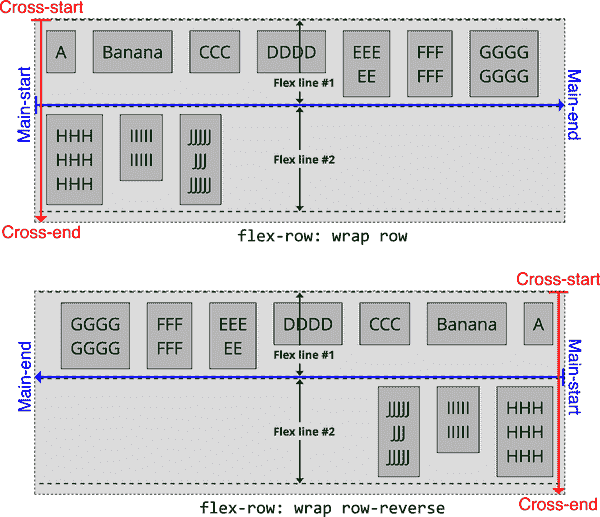 Cross-start
A Banana CCC DDDD EEE FFF GGGG
EE FFF GGGG
Flex line #1
Main-start
Main-end
HHH IIIII JJJJJ
HHH IIIII JJJ
HHH JJJJJ
Flex line #2
Cross-end
flex-row: wrap row
Cross-start
GGGG FFF EEE DDDD CCC Banana A
GGGG FFF EE
Flex line #1
Main-end
Main-start
JJJJJ IIIII HHH
JJJ IIIII HHH
JJJJJ HHH
Flex line #2
Cross-end
flex-row: wrap row-reverse